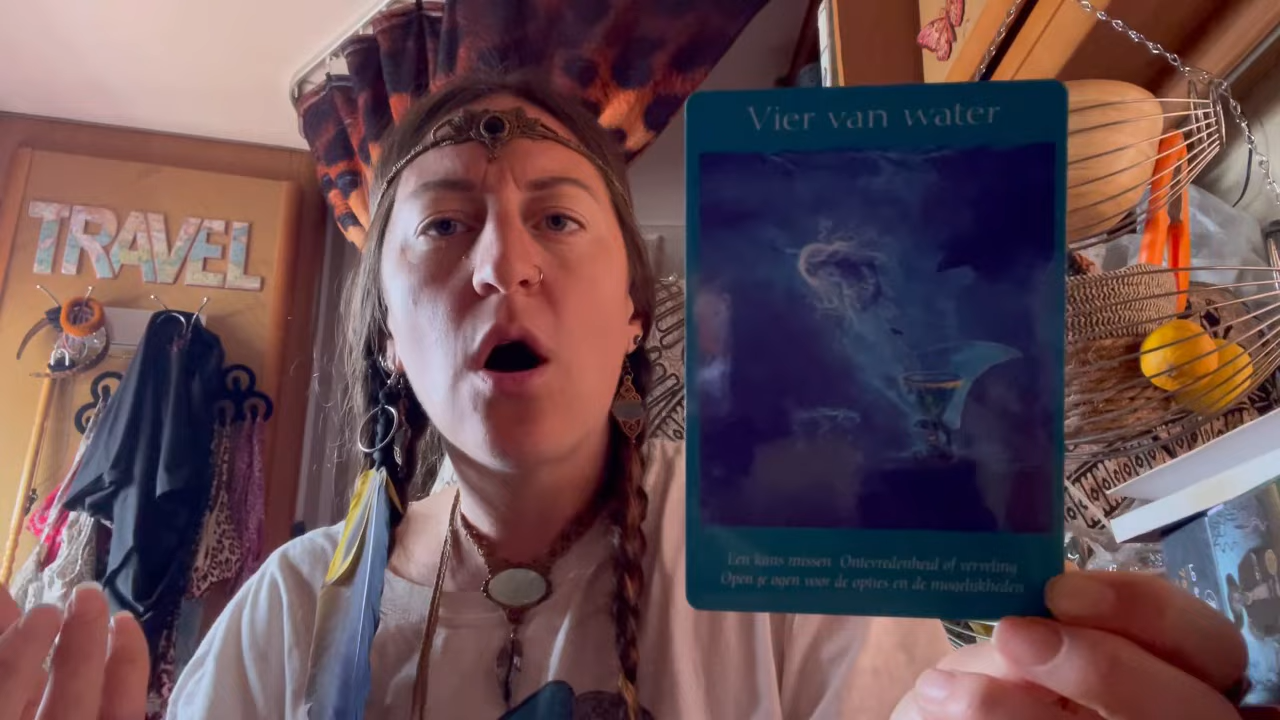 TRAVEL
Vier van water
Een kans missen Ontevredenheid of verveling
Open je ogen voor de opties en de mogelijkheden